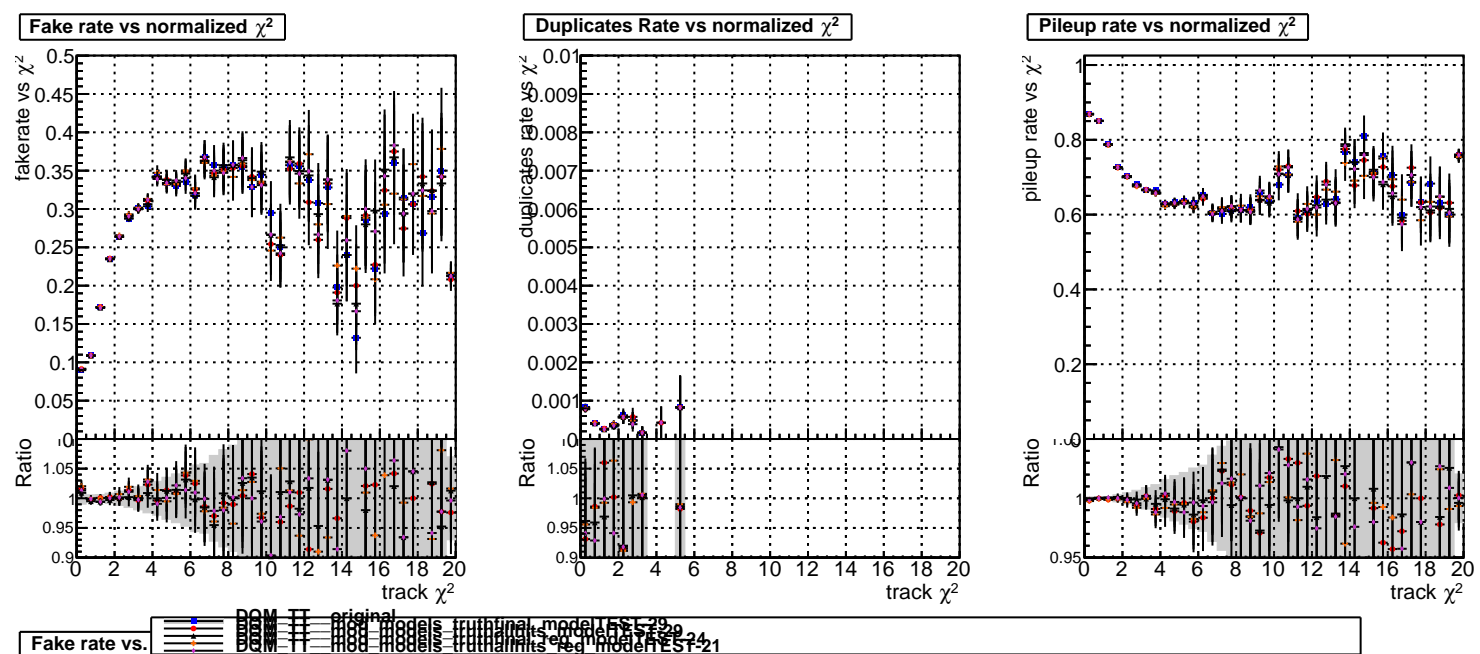 Fake rate vs normalized χ²
Duplicates Rate vs normalized χ²
Pileup rate vs normalized χ²
fakerate vs χ²
0.5
0.45
0.4
0.35
0.3
0.25
0.2
0.15
0.1
0.05
0
Ratio
1.05
1
0.95
0.9
0 2 4 6 8 10 12 14 16 18 20
track χ²
duplicates rate vs χ²
0.01
0.009
0.008
0.007
0.006
0.005
0.004
0.003
0.002
0.001
0
Ratio
1.05
1
0.95
0.9
0 2 4 6 8 10 12 14 16 18 20
track χ²
pileup rate vs χ²
1
0.8
0.6
0.4
0.2
Ratio
1
0.95
0 2 4 6 8 10 12 14 16 18 20
track χ²
Fake rate vs.
DQM_TT
original